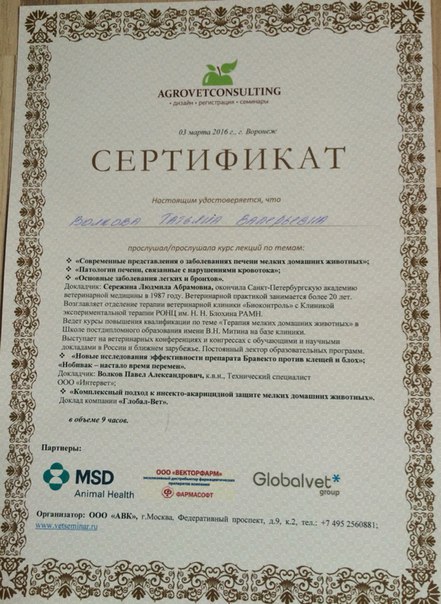 AGROVETCONSULTING
• дизайн • регистрация • семинары
03 марта 2016 г., г. Воронеж
СЕРТИФИКАТ
Настоящим удостоверяется, что
Волкова Татьяна Валерьевна
прослушал/прослушала курс лекций по темам:
❖ «Современные представления о заболеваниях печени мелких домашних животных»;
❖ «Патологии печени, связанные с нарушениями кровотока»;
❖ «Основные заболевания легких и бронхов».
Докладчик: Сережина Людмила Абрамовна, окончила Санкт-Петербургскую академию
ветеринарной медицины в 1987 году. Ветеринарной практикой занимается более 20 лет.
Возглавляет отделение терапии ветеринарной клиники «Биоконтроль» с Клиникой
экспериментальной терапии РОНЦ им. Н. Н. Блохина РАМН.
Ведет курсы повышения квалификации по теме «Терапия мелких домашних животных» в
Школе постдипломного образования имени В.Н. Митина на базе клиники.
Выступает на ветеринарных конференциях и конгрессах с обучающими и научными
докладами в России и ближнем зарубежье. Постоянный лектор образовательных программ.
❖ «Новые исследования эффективности препарата Бравекто против клещей и блох»;
«Нобивак – настало время перемен».
Докладчик: Волков Павел Александрович, к.в.н., Технический специалист
ООО «Интервет»;
❖ «Комплексный подход к инсекто-акарицидной защите мелких домашних животных».
Доклад компании «Глобал-Вет».
в объеме 9 часов.
Партнеры:
MSD
Animal Health
ООО «ВЕКТОРФАРМ»
эксклюзивный дистрибьютор фармацевтических
препаратов компании
ФАРМАСОФТ
Globalvet*
group
Организатор: ООО «АВК», г.Москва, Федеративный проспект, д.9, к.2, тел.: +7 495 2560881;
www.vetseminar.ru